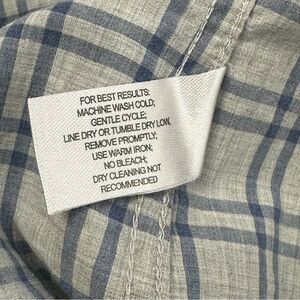 FOR BEST RESULTS:
MACHINE WASH COLD;
GENTLE CYCLE;
LINE DRY OR TUMBLE DRY LOW,
REMOVE PROMPTLY;
USE WARM IRON;
NO BLEACH;
DRY CLEANING NOT
RECOMMENDED